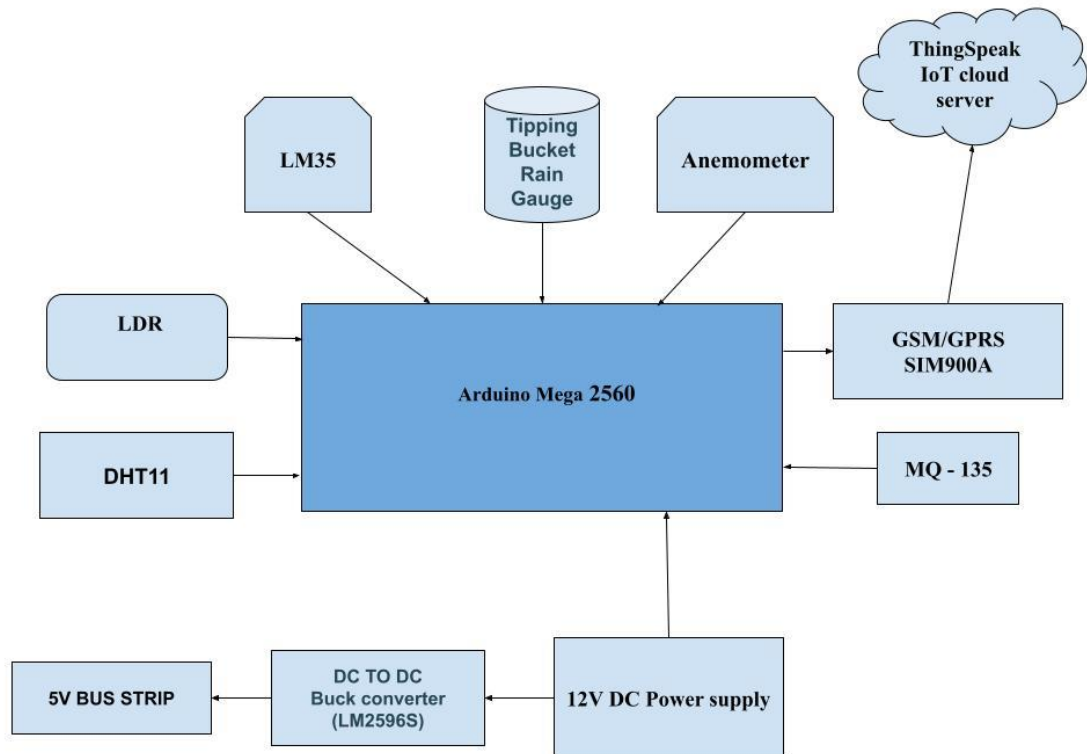 ThingSpeak
IoT cloud
server
LM35
Tipping
Bucket
Rain
Gauge
Anemometer
LDR
GSM/GPRS
SIM900A
Arduino Mega 2560
DHT11
MQ - 135
5V BUS STRIP
DC TO DC
Buck converter
(LM2596S)
12V DC Power supply